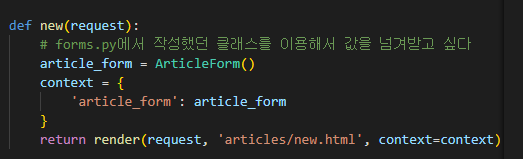 def new(request):
    # forms.py에서 작성했던 클래스를 이용해서 값을 넘겨받고 싶다
    article_form = ArticleForm()
    context = {
        'article_form': article_form
    }
    return render(request, 'articles/new.html', context=context)